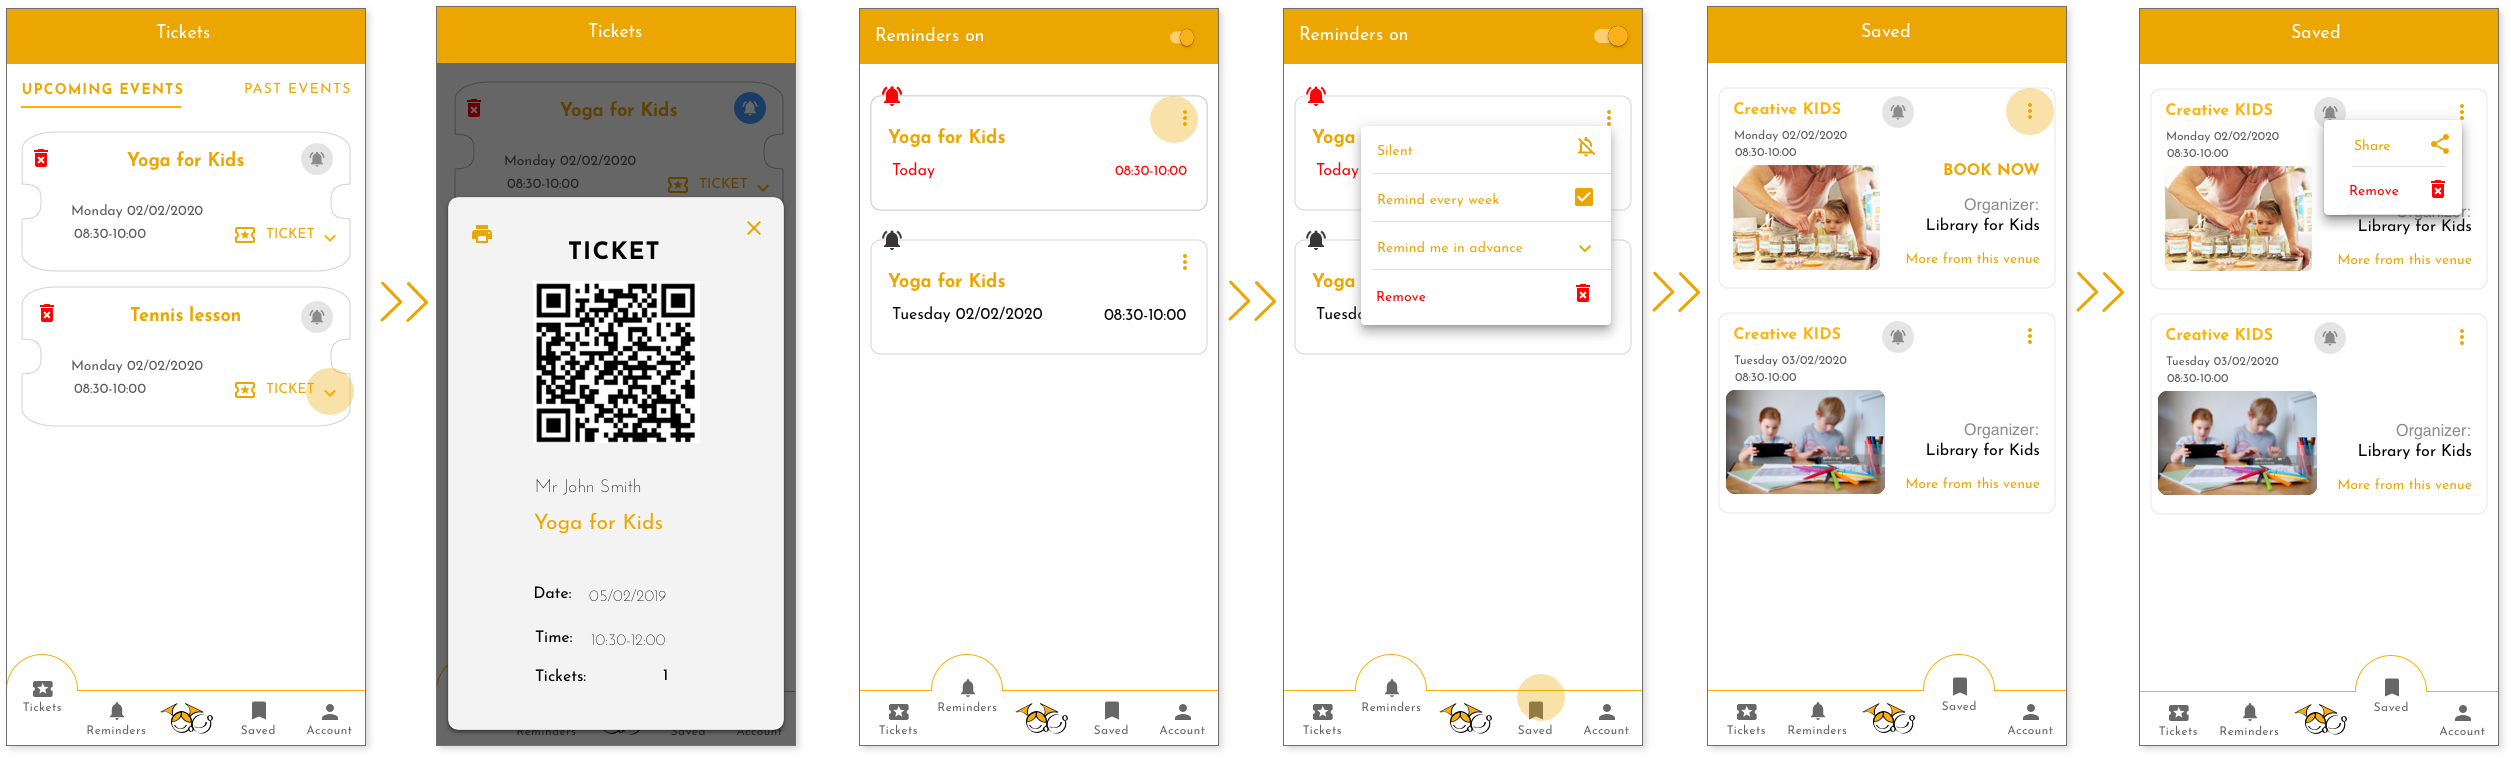 Tickets
UPCOMING EVENTS PAST EVENTS
Yoga for Kids
Monday 02/02/2020
08:30-10:00 TICKET
Tennis lesson
Monday 02/02/2020
08:30-10:00 TICKET
Tickets
Reminders
Saved
Account
Tickets
Yoga for Kids
Monday 02/02/2020
08:30-10:00 TICKET
TICKET
Mr John Smith
Yoga for Kids
Date: 05/02/2019
Time: 10:30-12:00
Tickets: 1
Reminders
Saved
Account
Reminders on
Yoga for Kids
Today 08:30-10:00
Yoga for Kids
Tuesday 02/02/2020 08:30-10:00
Tickets
Reminders
Saved
Account
Reminders on
Yoga
Today
Silent
Remind every week
Remind me in advance
Remove
Yoga
Tuesd
Tickets
Reminders
Saved
Account
Saved
Creative KIDS
Monday 02/02/2020
08:30-10:00
BOOK NOW
Organizer:
Library for Kids
More from this venue
Creative KIDS
Tuesday 03/02/2020
08:30-10:00
Organizer:
Library for Kids
More from this venue
Tickets
Reminders
Saved
Account
Saved
Creative KIDS
Monday 02/02/2020
08:30-10:00
Share
Remove
Organizer:
Library for Kids
More from this venue
Creative KIDS
Tuesday 03/02/2020
08:30-10:00
Organizer:
Library for Kids
More from this venue
Tickets
Reminders
Saved
Account